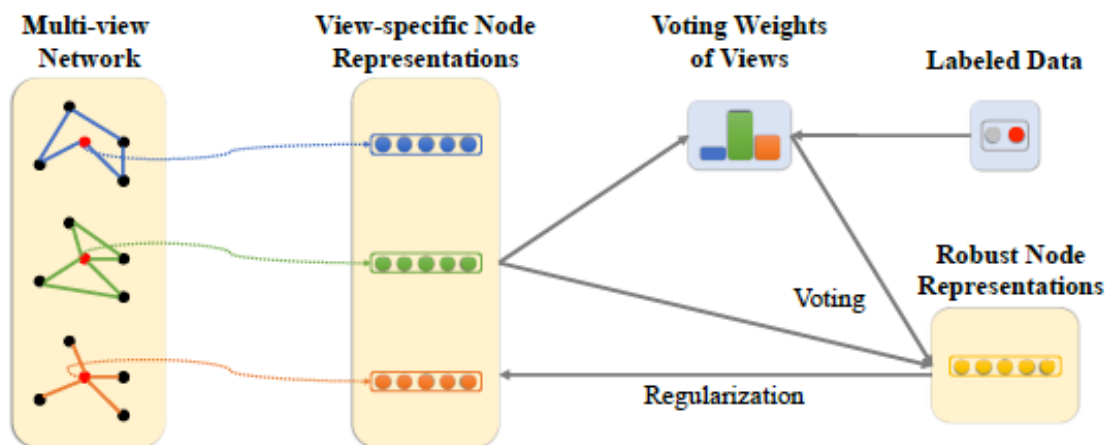 Multi-view
Network
View-specific Node
Representations
Voting Weights
of Views
Labeled Data
Robust Node
Representations
Voting
Regularization